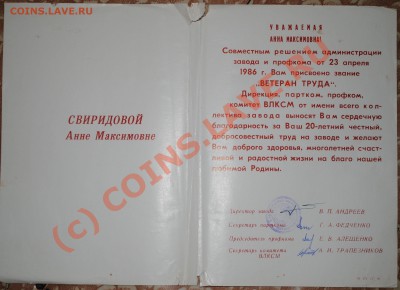 COINS.LAVE.RU
СВИРИДОВОЙ
Анне Максимовне
УВАЖАЕМАЯ
АННА МАКСИМОВНА!
Совместным решением администрации
завода и профкома от 23 апреля
1986 г. Вам присвоено звание
„ВЕТЕРАН ТРУДА".
Дирекция, партком, профком,
комитет ВЛКСМ от имени всего кол-
лектива завода выносят Вам сердечную
благодарность за Ваш 20-летний честный,
добросовестный труд на заводе и желают
Вам доброго здоровья, многолетней счаст-
ливой и радостной жизни на благо нашей
любимой Родины.
Директор завода В. П. АНДРЕЕВ
Секретарь парткома С. А. ФЕДЧЕНКО
Председатель профкома Е. В. АЛЕЩЕНКО
Секретарь комитета
ВЛКСМ А. Н. ТРАПЕЗНИКОВ
(c) COINS.LAVE.RU